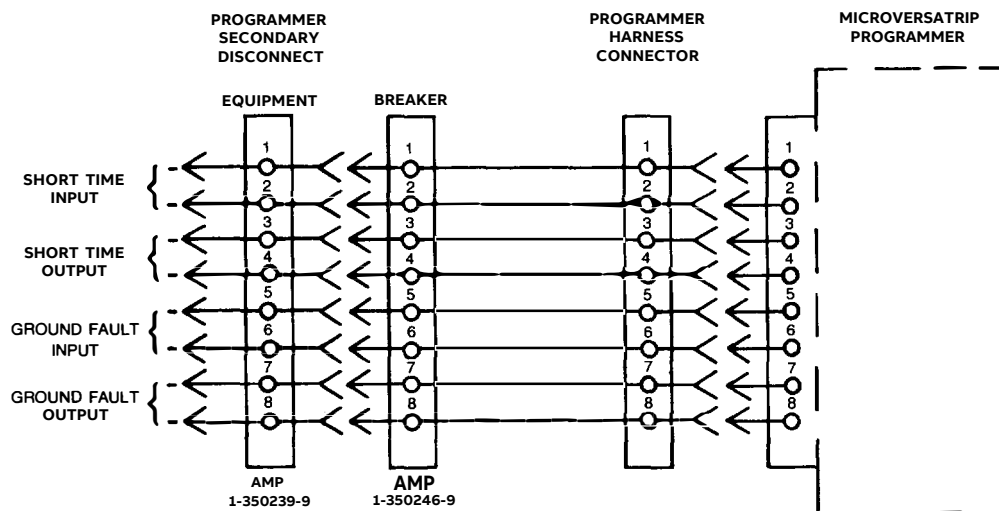 PROGRAMMER
SECONDARY
DISCONNECT
PROGRAMMER
HARNESS
CONNECTOR
MICROVERSATRIP
PROGRAMMER
EQUIPMENT
BREAKER
SHORT TIME
INPUT
SHORT TIME
OUTPUT
GROUND FAULT
INPUT
GROUND FAULT
OUTPUT
1
2
3
4
5
6
7
8
1
2
3
4
5
6
7
8
1
2
3
4
5
6
7
8
1
2
3
4
5
6
7
8
AMP
1-350239-9
AMP
1-350246-9